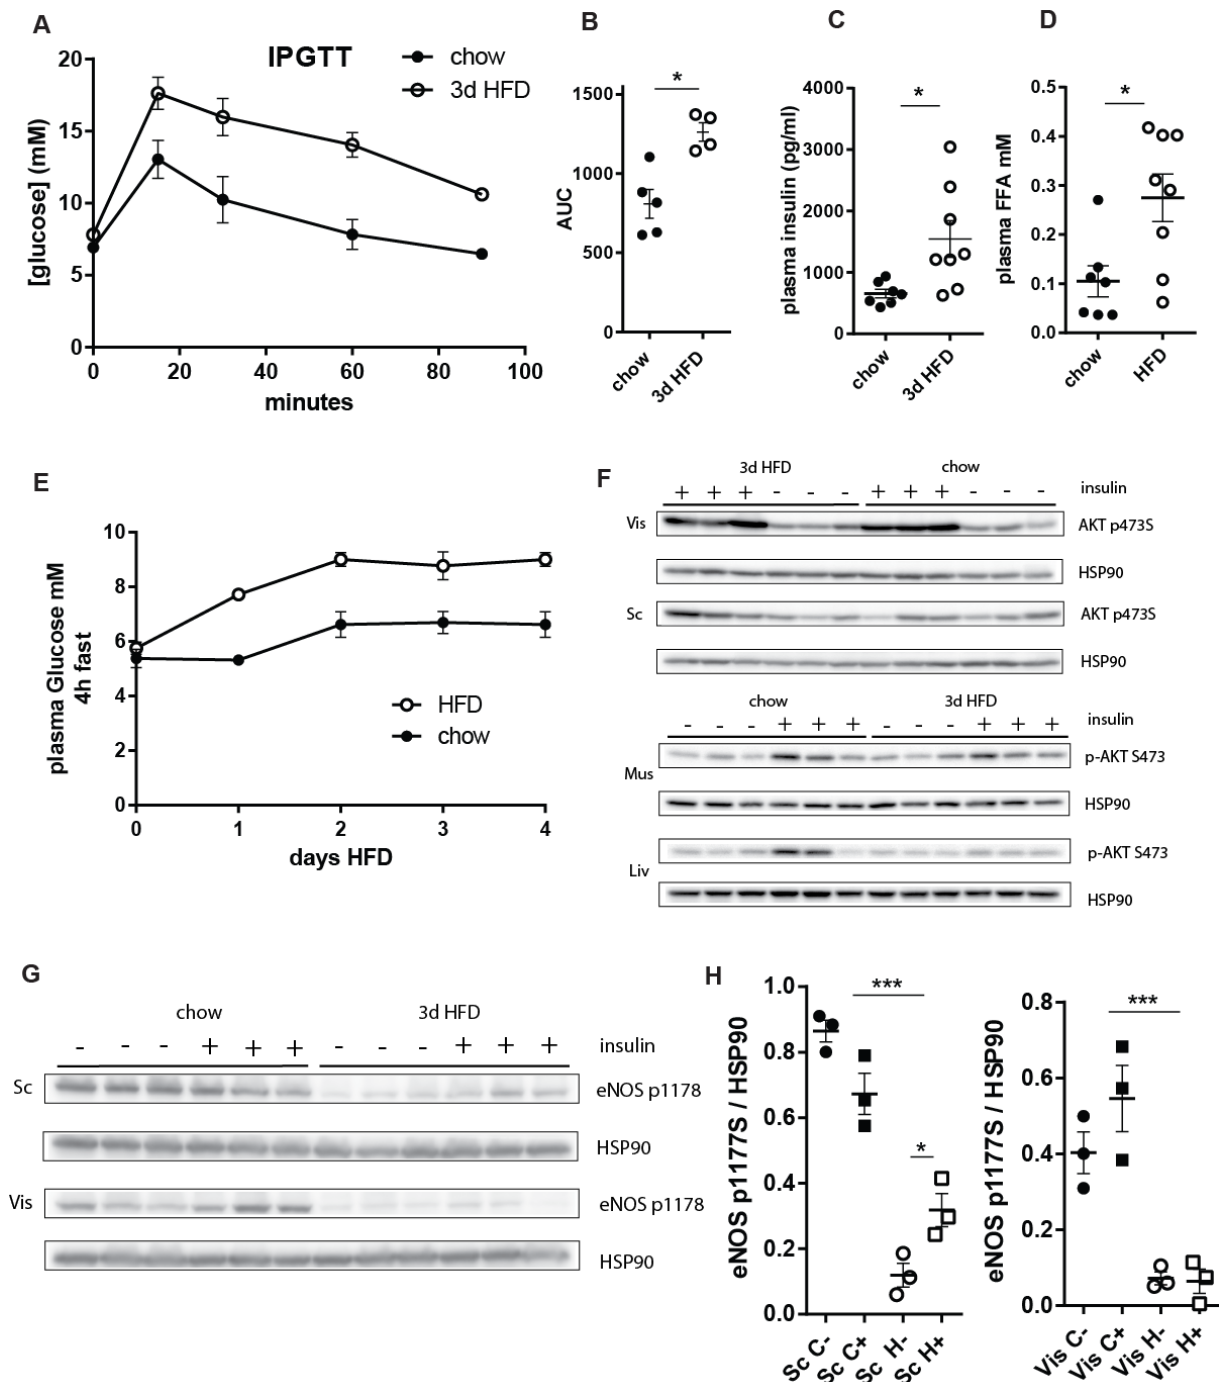 A
IPGTT
chow
3d HFD
20
15
10
5
0
[glucose] (mM)
0 20 40 60 80 100
minutes
B
*
1500
1000
500
0
AUC
chow
3d HFD
C
*
4000
3000
2000
1000
0
plasma insulin (pg/ml)
chow
3d HFD
D
*
0.5
0.4
0.3
0.2
0.1
0.0
plasma FFA mM
chow
HFD
E
10
8
6
4
2
0
plasma Glucose mM
4h fast
HFD
chow
0 1 2 3 4
days HFD
F
3d HFD chow
+ + + - - - + + + - - - insulin
Vis AKT p473S
HSP90
Sc AKT p473S
HSP90
chow 3d HFD
- - - + + + - - - + + + insulin
p-AKT S473
Mus
HSP90
p-AKT S473
Liv
HSP90
G
chow 3d HFD
- - - + + + - - - + + + insulin
Sc eNOS p1178
HSP90
Vis eNOS p1178
HSP90
H
***
*
1.0
0.8
0.6
0.4
0.2
0.0
eNOS p1177S / HSP90
Sc C-
Sc C+
Sc H-
Sc H+
***
0.8
0.6
0.4
0.2
0.0
eNOS p1177S / HSP90
Vis C-
Vis C+
Vis H-
Vis H+